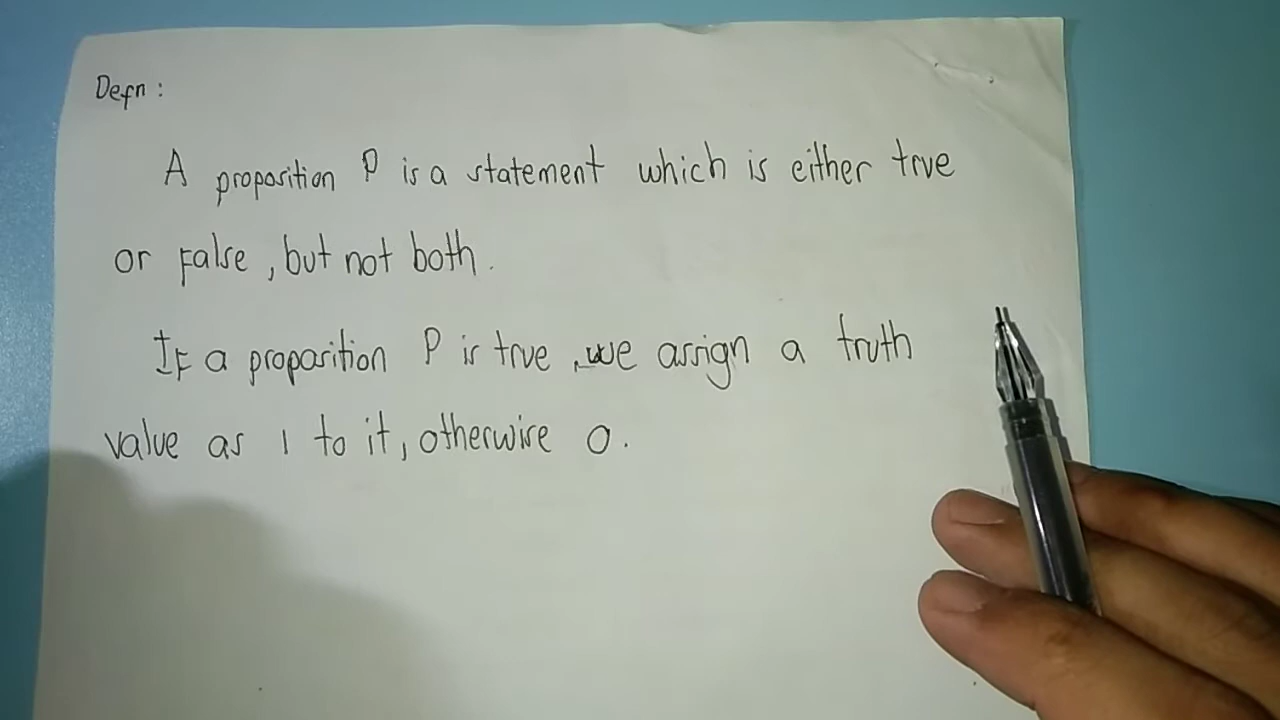 Defn :
A proposition P is a statement which is either true
or false, but not both.
If a proposition P is true, we assign a truth
value as 1 to it, otherwise 0.